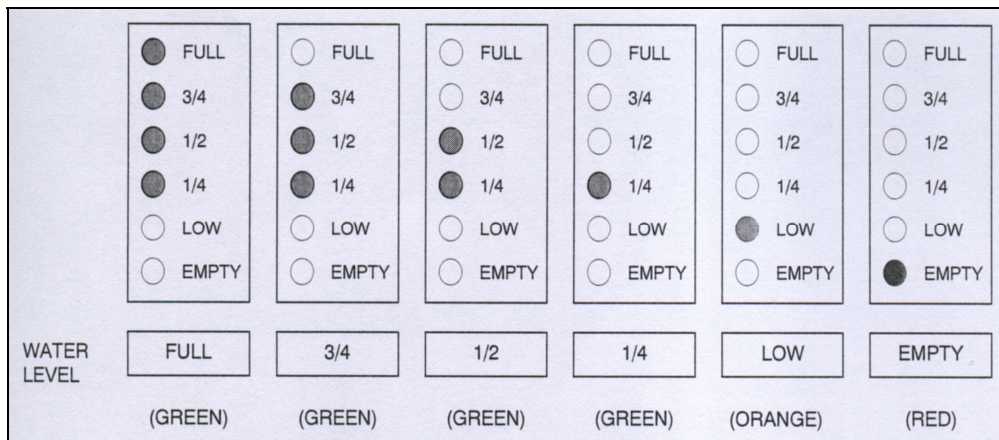 FULL FULL FULL FULL FULL FULL
3/4 3/4 3/4 3/4 3/4 3/4
1/2 1/2 1/2 1/2 1/2 1/2
1/4 1/4 1/4 1/4 1/4 1/4
LOW LOW LOW LOW LOW LOW
EMPTY EMPTY EMPTY EMPTY EMPTY EMPTY
WATER LEVEL FULL 3/4 1/2 1/4 LOW EMPTY
(GREEN) (GREEN) (GREEN) (GREEN) (ORANGE) (RED)